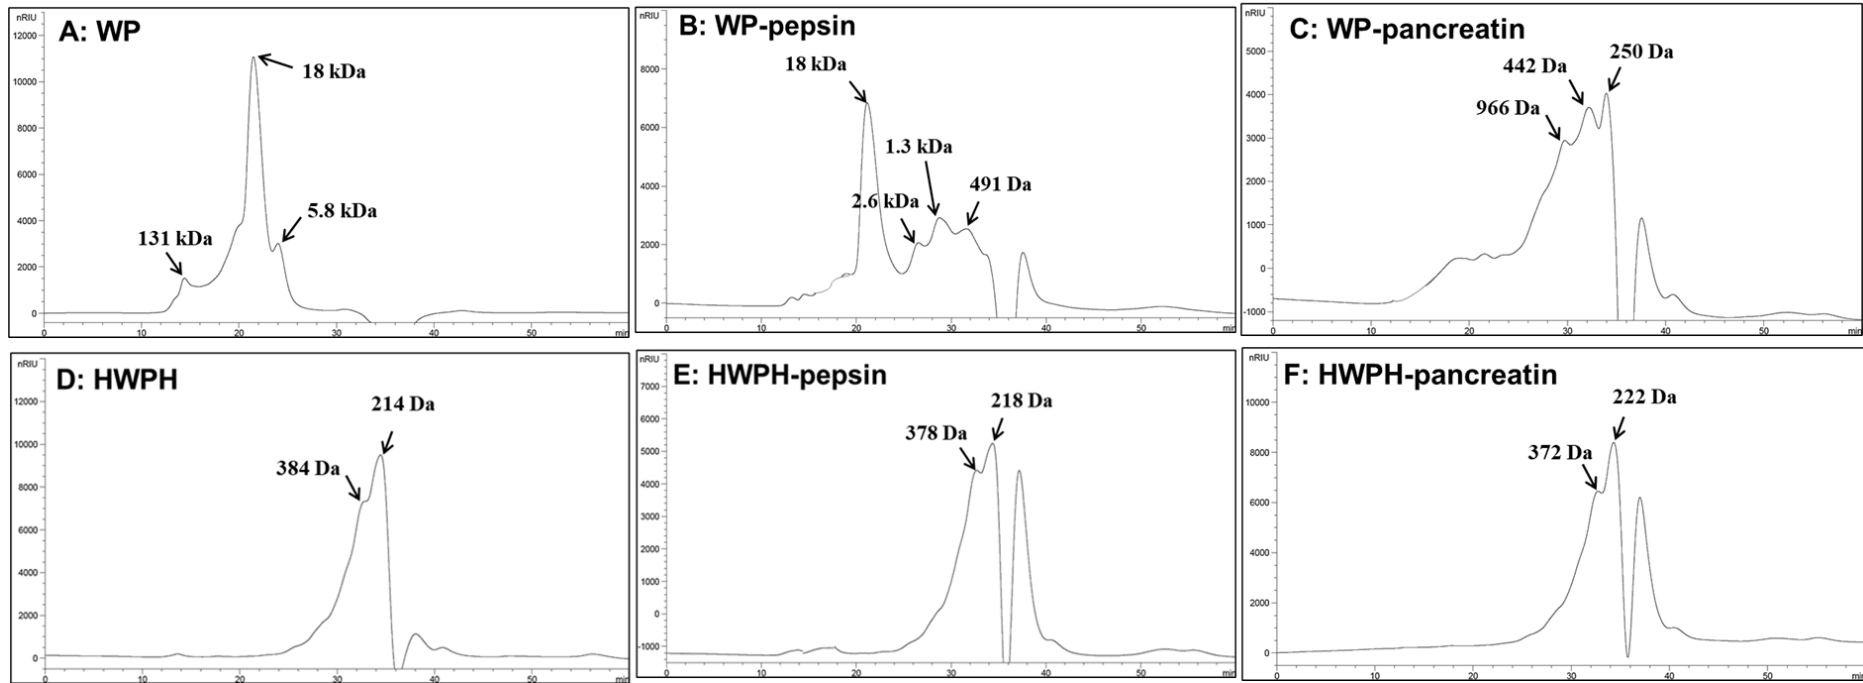 nRIU
A: WP
12000
10000
8000
6000
4000
2000
0
18 kDa
5.8 kDa
131 kDa
0 10 20 30 40 50 min
nRIU
B: WP-pepsin
8000
6000
4000
2000
0
18 kDa
1.3 kDa
2.6 kDa
491 Da
10 20 30 40 50 min
nRIU
C: WP-pancreatin
5000
4000
3000
2000
1000
0
-1000
250 Da
442 Da
966 Da
0 10 20 30 40 50 min
nRIU
D: HWPH
12000
10000
8000
6000
4000
2000
0
214 Da
384 Da
0 10 20 30 40 50 min
nRIU
E: HWPH-pepsin
7000
6000
5000
4000
3000
2000
1000
0
-1000
218 Da
378 Da
10 20 30 40 50 min
nRIU
F: HWPH-pancreatin
10000
8000
6000
4000
2000
0
222 Da
372 Da
0 10 20 30 40 50 min